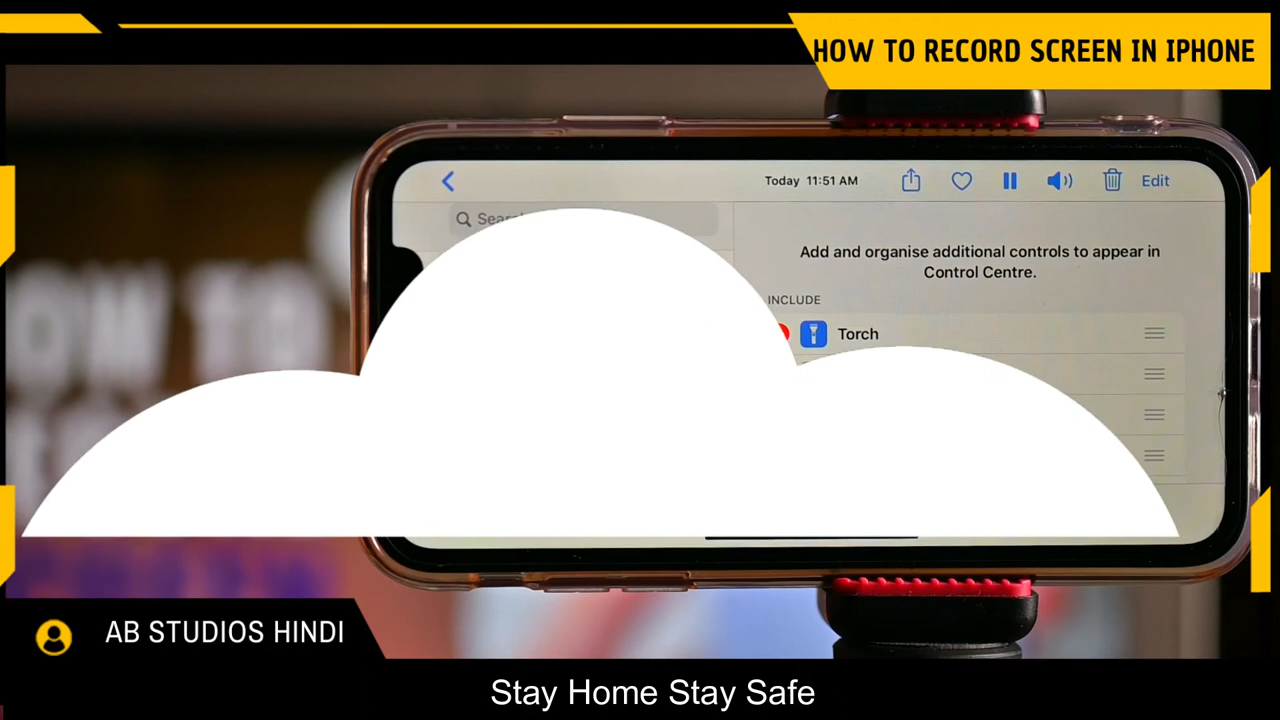 HOW TO RECORD SCREEN IN IPHONE
Today 11:51 AM
Edit
Add and organise additional controls to appear in
Control Centre.
INCLUDE
Torch
AB STUDIOS HINDI
Stay Home Stay Safe